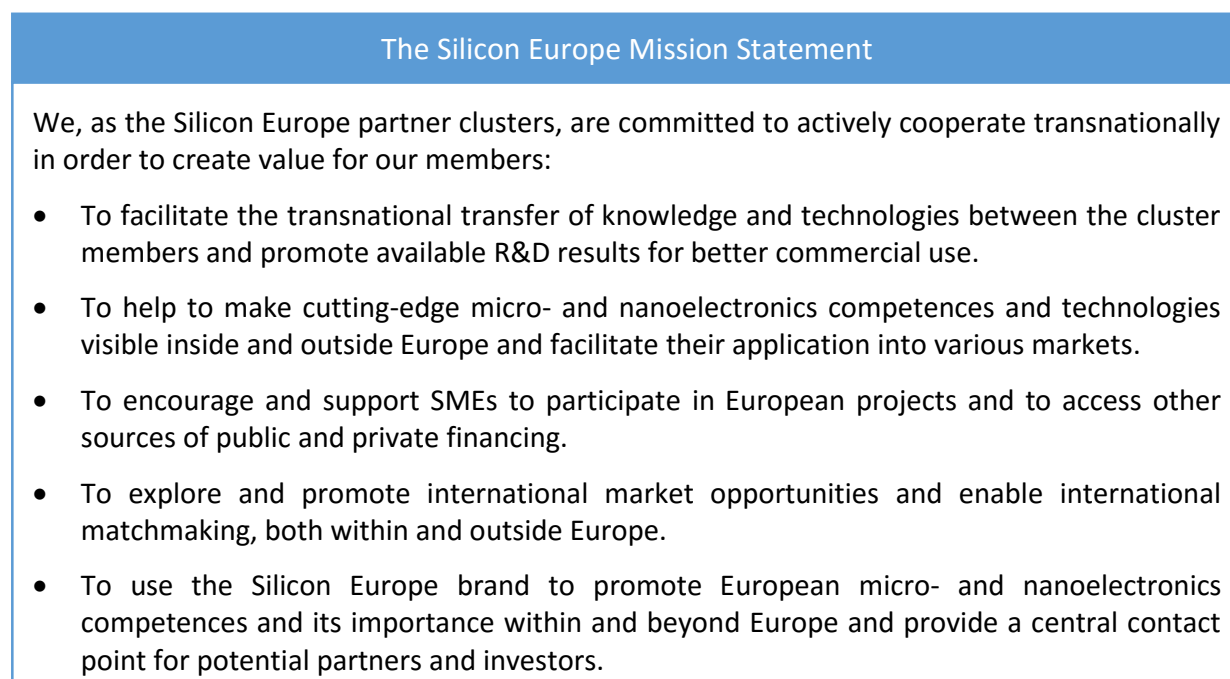 The Silicon Europe Mission Statement
We, as the Silicon Europe partner clusters, are committed to actively cooperate transnationally
in order to create value for our members:
• To facilitate the transnational transfer of knowledge and technologies between the cluster
members and promote available R&D results for better commercial use.
• To help to make cutting-edge micro- and nanoelectronics competences and technologies
visible inside and outside Europe and facilitate their application into various markets.
• To encourage and support SMEs to participate in European projects and to access other
sources of public and private financing.
• To explore and promote international market opportunities and enable international
matchmaking, both within and outside Europe.
• To use the Silicon Europe brand to promote European micro- and nanoelectronics
competences and its importance within and beyond Europe and provide a central contact
point for potential partners and investors.